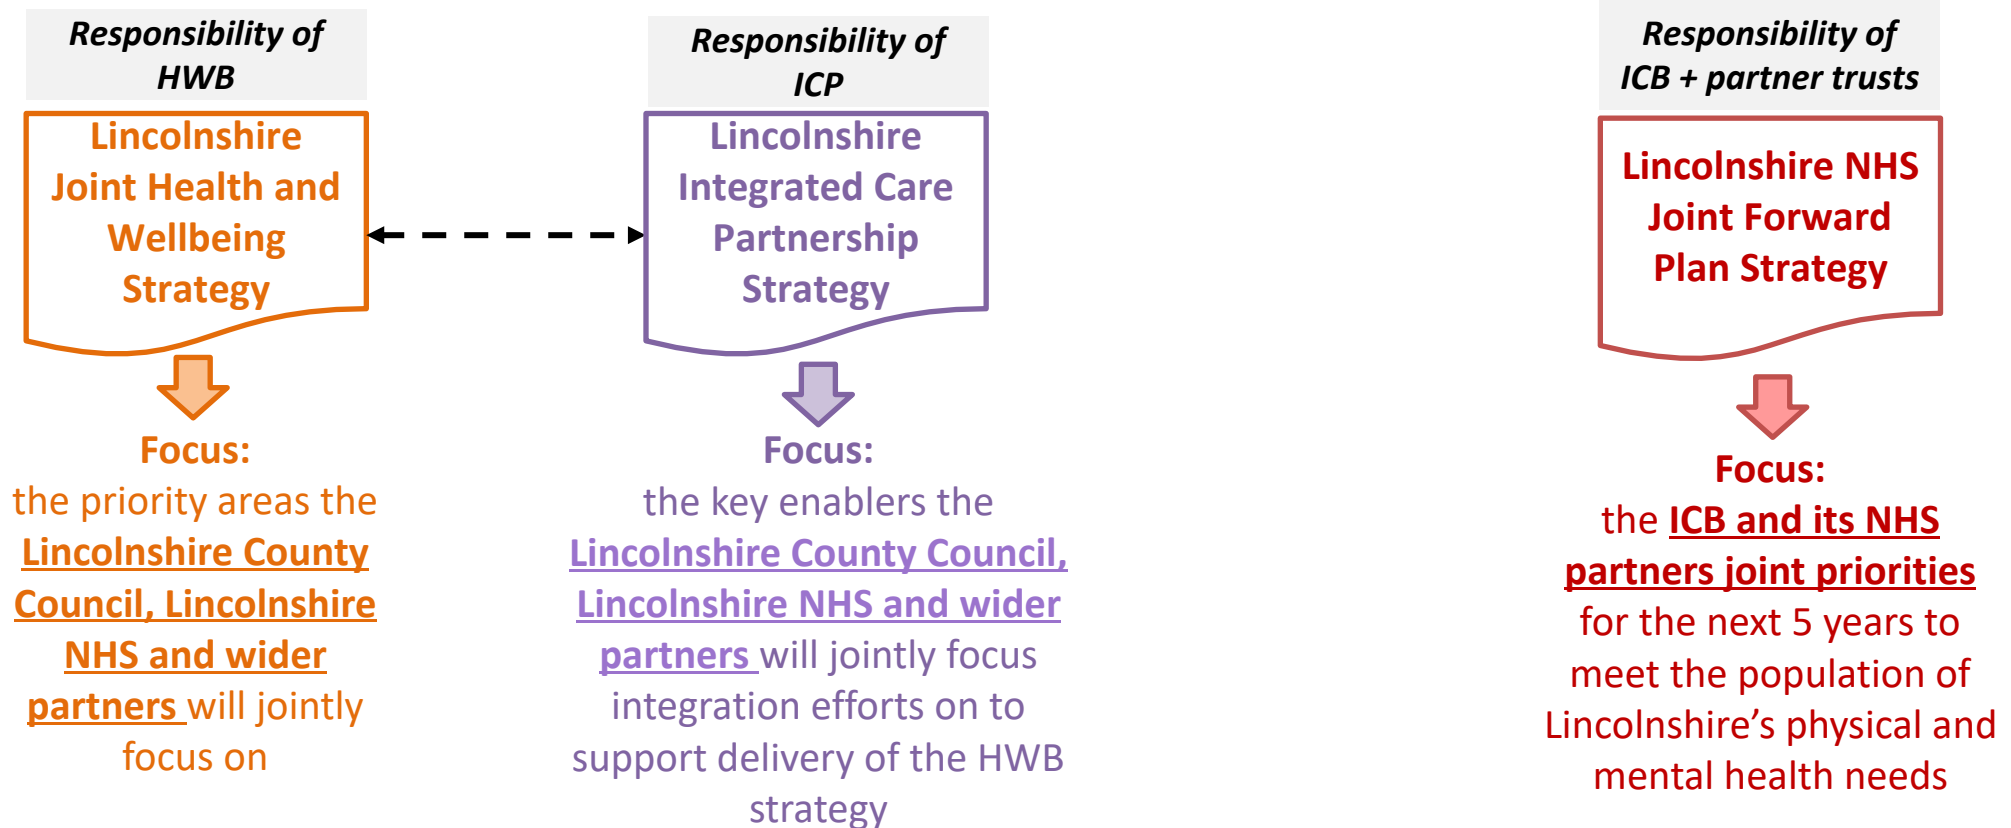 Responsibility of
HWB
Lincolnshire
Joint Health and
Wellbeing
Strategy
Focus:
the priority areas the
Lincolnshire County
Council, Lincolnshire
NHS and wider
partners will jointly
focus on
Responsibility of
ICP
Lincolnshire
Integrated Care
Partnership
Strategy
Focus:
the key enablers the
Lincolnshire County Council,
Lincolnshire NHS and wider
partners will jointly focus
integration efforts on to
support delivery of the HWB
strategy
Responsibility of
ICB + partner trusts
Lincolnshire NHS
Joint Forward
Plan Strategy
Focus:
the ICB and its NHS
partners joint priorities
for the next 5 years to
meet the population of
Lincolnshire’s physical and
mental health needs